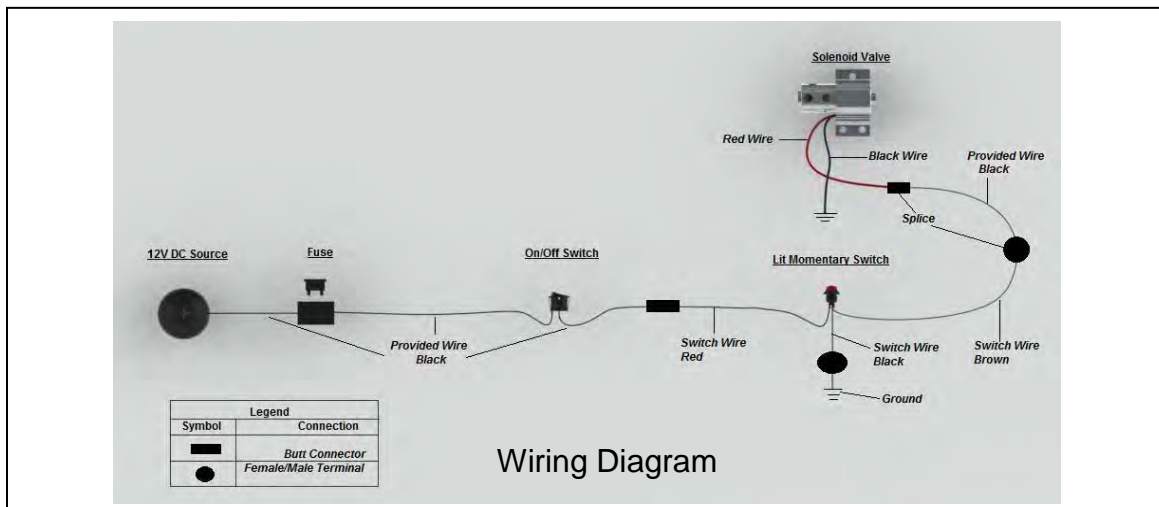 Solenoid Valve
Red Wire
Black Wire
Provided Wire
Black
Splice
12V DC Source
Fuse
On/Off Switch
Lit Momentary Switch
Provided Wire
Black
Switch Wire
Red
Switch Wire
Black
Switch Wire
Brown
Ground
Legend
Symbol Connection
Butt Connector
Female/Male Terminal
Wiring Diagram